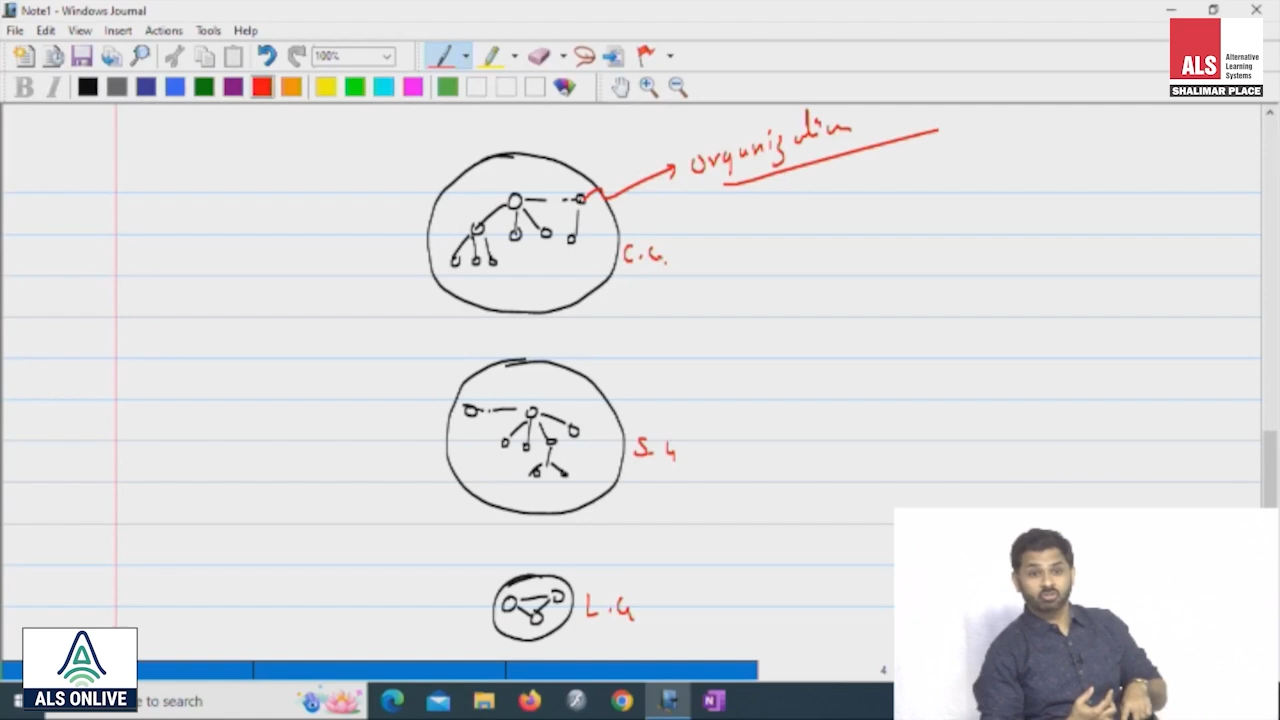 Note1 - Windows Journal
File Edit View Insert Actions Tools Help
100%
B I
ALS Alternative Learning Systems
SHALIMAR PLACE
Organization
C.G.
S.G
L.G
4
ALS ONLIVE
e to search